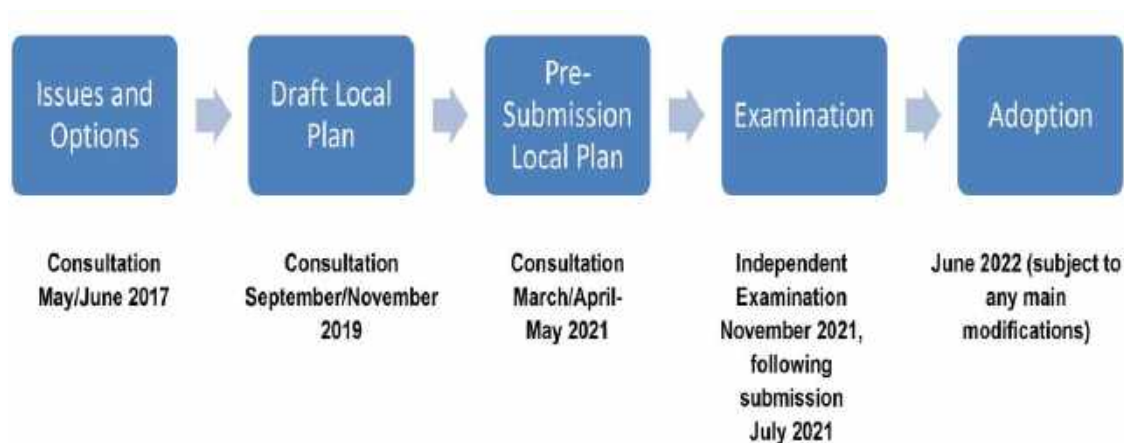 Issues and
Options
Draft Local
Plan
Pre-
Submission
Local Plan
Examination
Adoption
Consultation
May/June 2017
Consultation
September/November
2019
Consultation
March/April-
May 2021
Independent
Examination
November 2021,
following
submission
July 2021
June 2022 (subject to
any main
modifications)